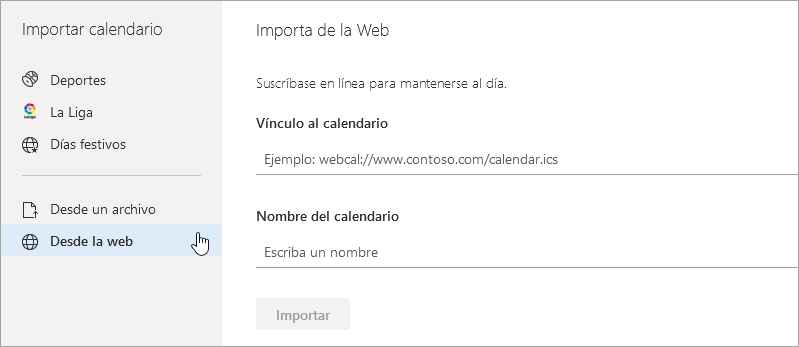 Importar calendario
Deportes
La Liga
Días festivos
Desde un archivo
Desde la web
Importa de la Web
Suscríbase en línea para mantenerse al día.
Vínculo al calendario
Ejemplo: webcal://www.contoso.com/calendar.ics
Nombre del calendario
Escriba un nombre
Importar